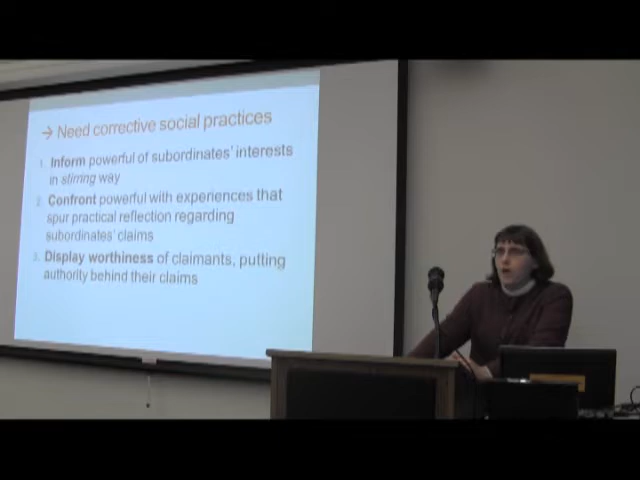 → Need corrective social practices
1. Inform powerful of subordinates' interests
in stirring way
2. Confront powerful with experiences that
spur practical reflection regarding
subordinates' claims
3. Display worthiness of claimants, putting
authority behind their claims